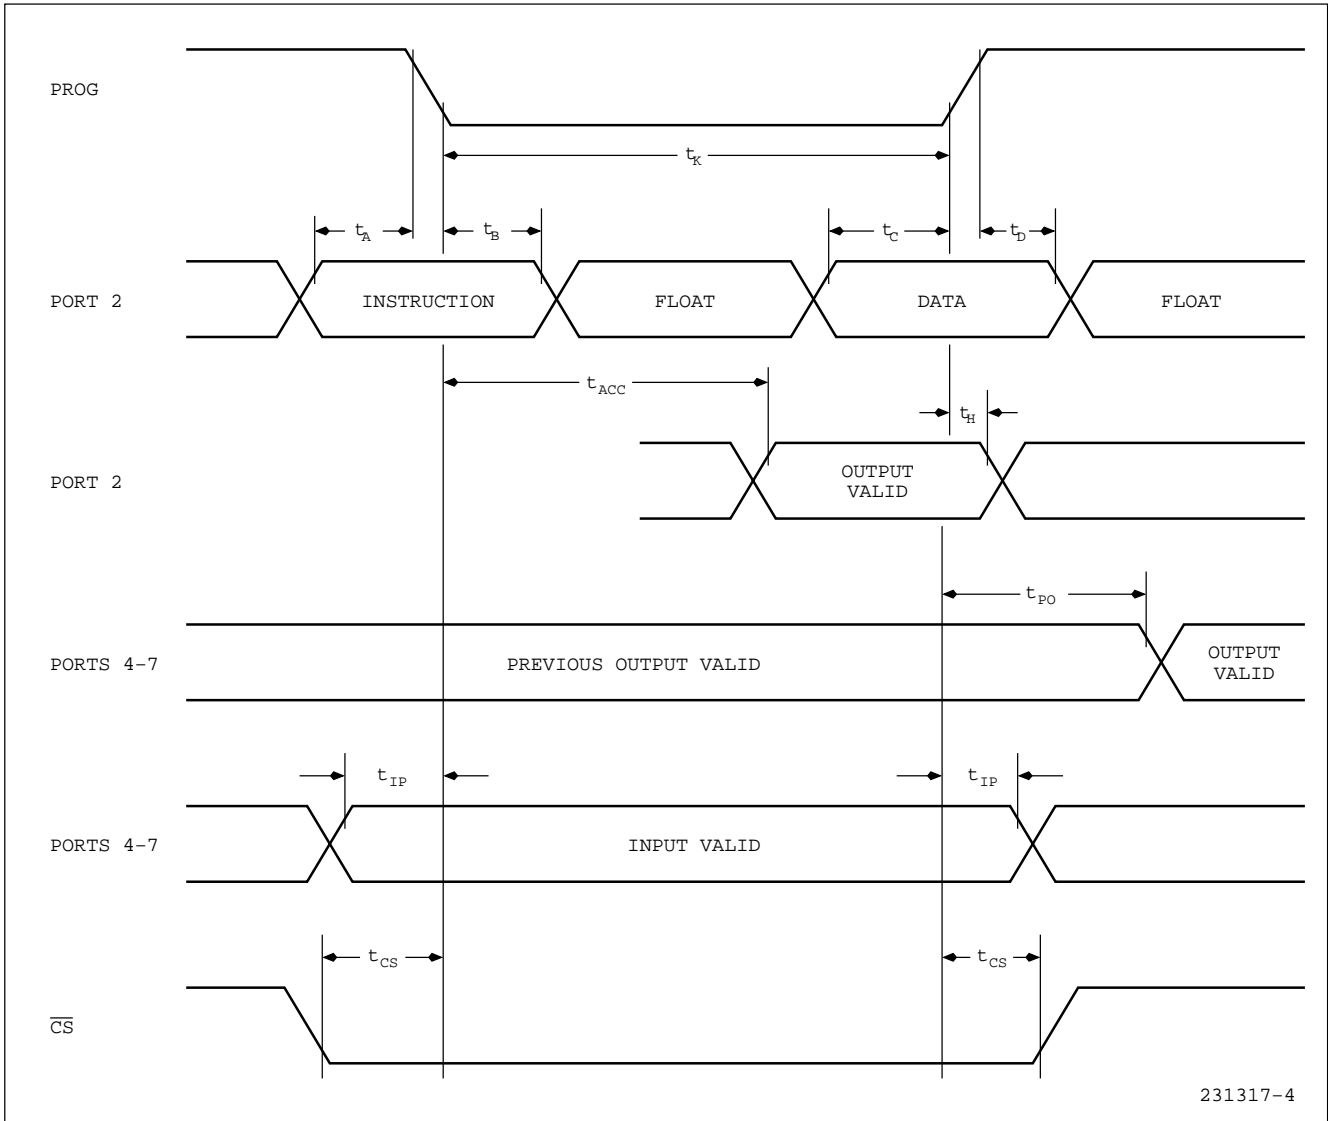 PROG
tK
tA tB tC tD
PORT 2 INSTRUCTION FLOAT DATA FLOAT
tACC
tH
PORT 2 OUTPUT VALID
tPO
PORTS 4-7 PREVIOUS OUTPUT VALID OUTPUT VALID
tIP tIP
PORTS 4-7 INPUT VALID
tCS tCS
C̅S̅
231317-4